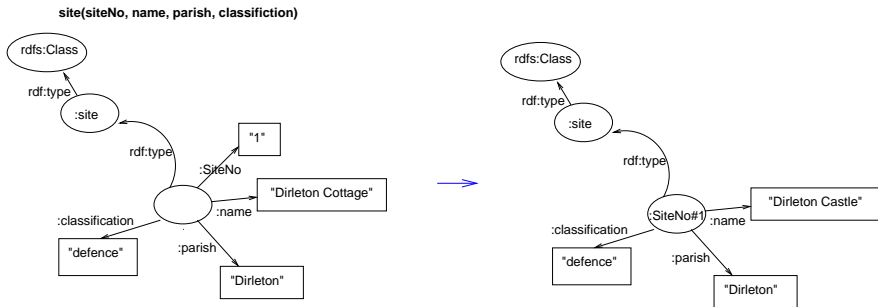 site(siteNo, name, parish, classifiction)
rdfs:Class
rdf:type
:site
rdf:type
"1"
:SiteNo
"Dirleton Cottage"
:name
:classification
"defence"
:parish
"Dirleton"
rdfs:Class
rdf:type
:site
rdf:type
:SiteNo#1
"Dirleton Castle"
:name
:classification
"defence"
:parish
"Dirleton"